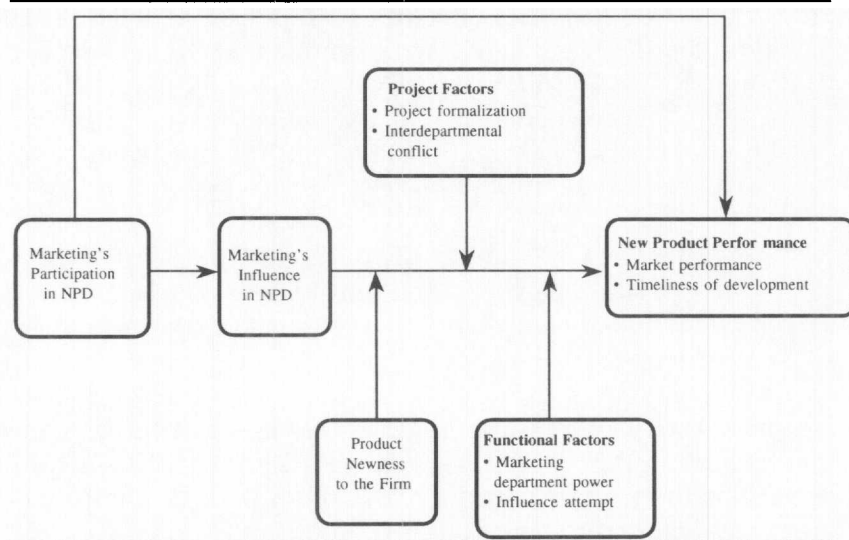 Project Factors
• Project formalization
• Interdepartmental
conflict
Marketing's
Participation
in NPD
Marketing's
Influence
in NPD
New Product Perfor mance
• Market performance
• Timeliness of development
Product
Newness
to the Firm
Functional Factors
• Marketing
department power
• Influence attempt